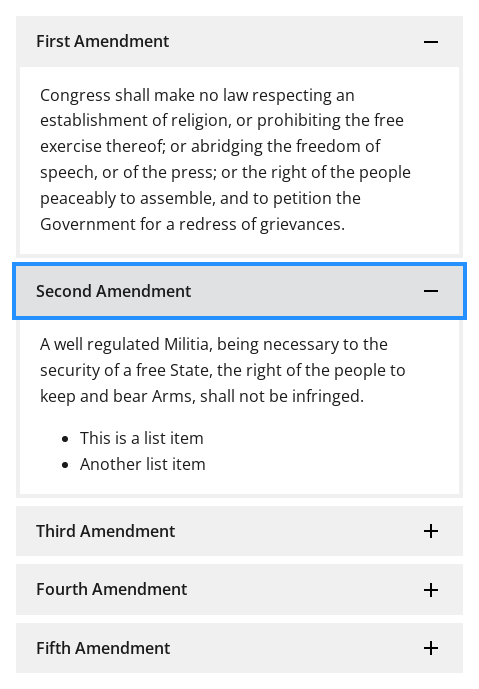 First Amendment
Congress shall make no law respecting an
establishment of religion, or prohibiting the free
exercise thereof; or abridging the freedom of
speech, or of the press; or the right of the people
peaceably to assemble, and to petition the
Government for a redress of grievances.
Second Amendment
A well regulated Militia, being necessary to the
security of a free State, the right of the people to
keep and bear Arms, shall not be infringed.
• This is a list item
• Another list item
Third Amendment
Fourth Amendment
Fifth Amendment